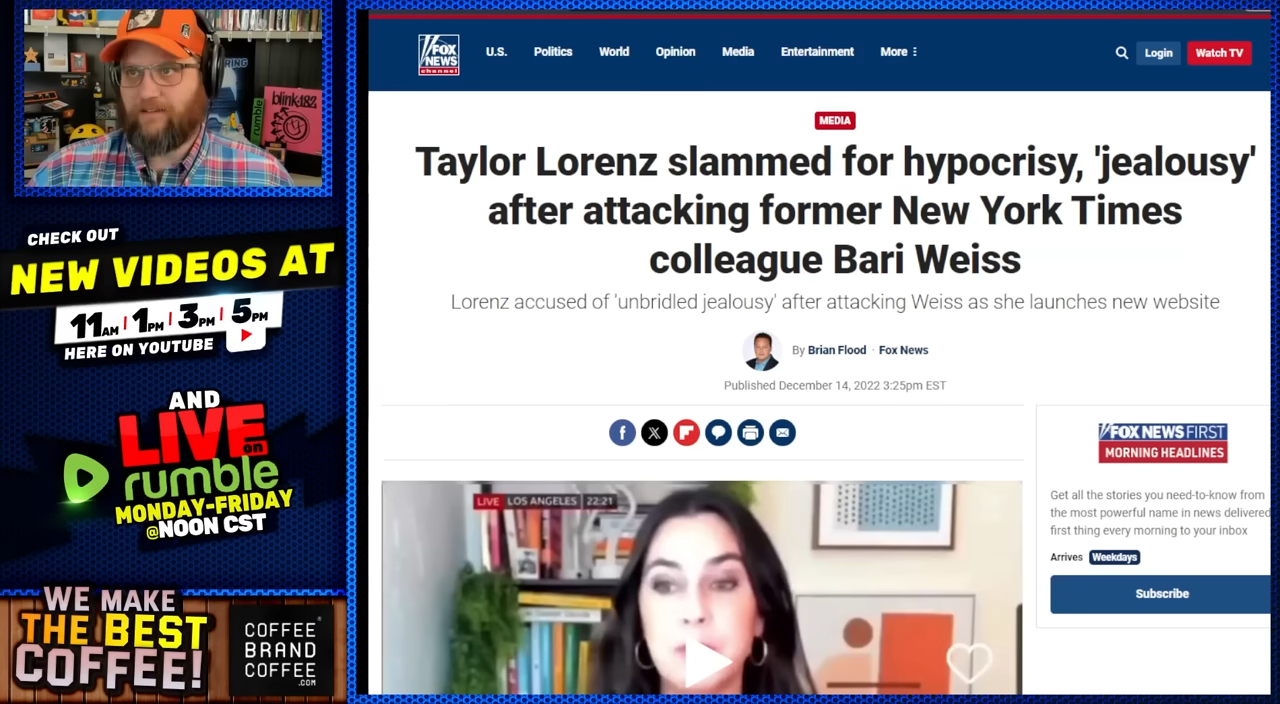 RING
blink-182
rumble
CHECK OUT
NEW VIDEOS AT
11AM | 1PM | 3PM | 5PM
HERE ON YOUTUBE
AND
LIVE
on
rumble
MONDAY-FRIDAY
@NOON CST
WE MAKE
THE BEST
COFFEE!
COFFEE
BRAND
COFFEE
.COM
FOX
NEWS
channel
U.S.
Politics
World
Opinion
Media
Entertainment
More
Login
Watch TV
MEDIA
Taylor Lorenz slammed for hypocrisy, 'jealousy'
after attacking former New York Times
colleague Bari Weiss
Lorenz accused of 'unbridled jealousy' after attacking Weiss as she launches new website
By Brian Flood · Fox News
Published December 14, 2022 3:25pm EST
FOX NEWS FIRST
MORNING HEADLINES
Get all the stories you need-to-know from
the most powerful name in news delivered
first thing every morning to your inbox
Arrives Weekdays
Subscribe
LIVE LOS ANGELES 22:21